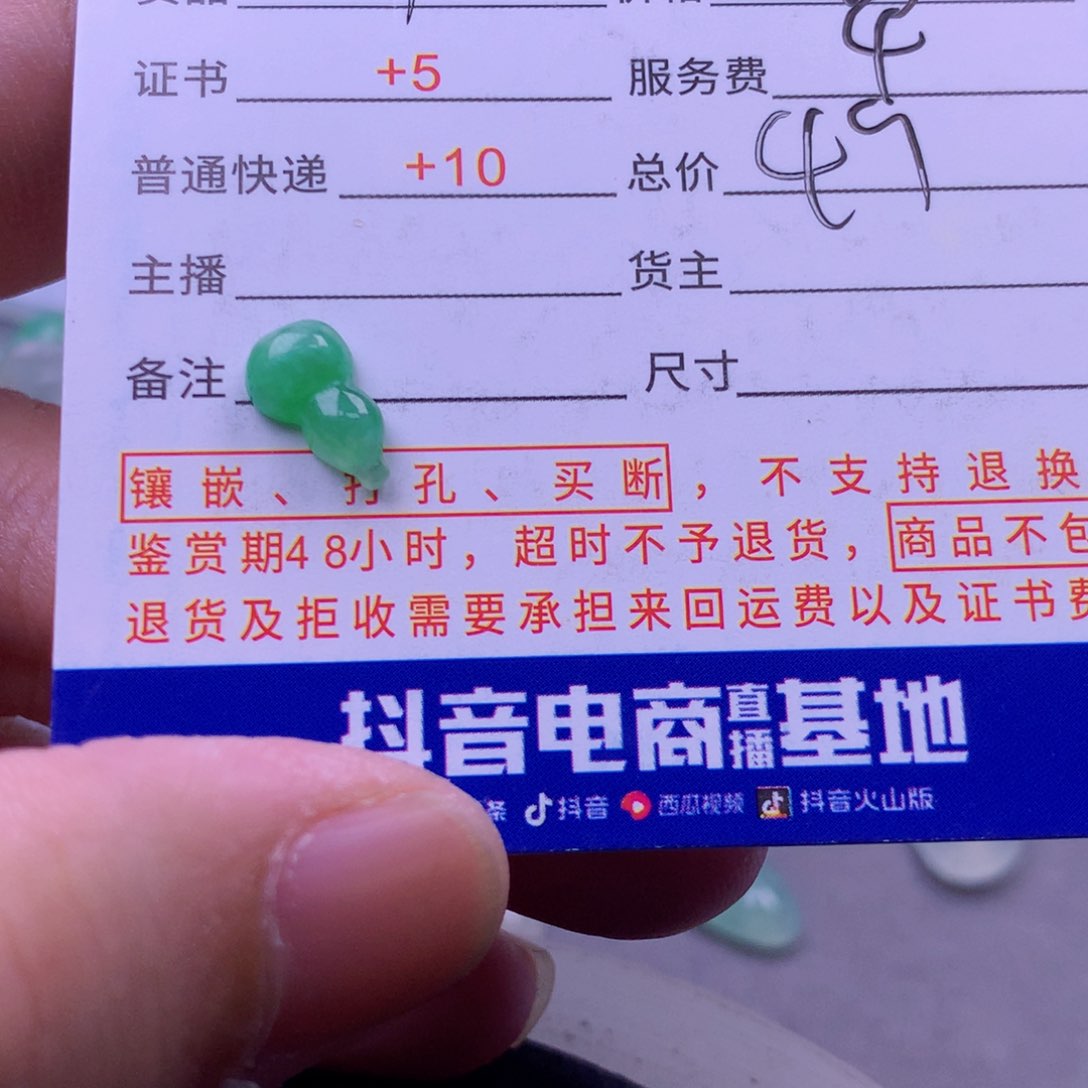 证书 +5 服务费 4
普通快递 +10 总价 49
主播 货主
备注 尺寸
镶嵌、打孔、买断，不支持退换
鉴赏期48小时，超时不予退货，商品不包
退货及拒收需要承担来回运费以及证书费
抖音电商直播基地
条 抖音 西瓜视频 抖音火山版